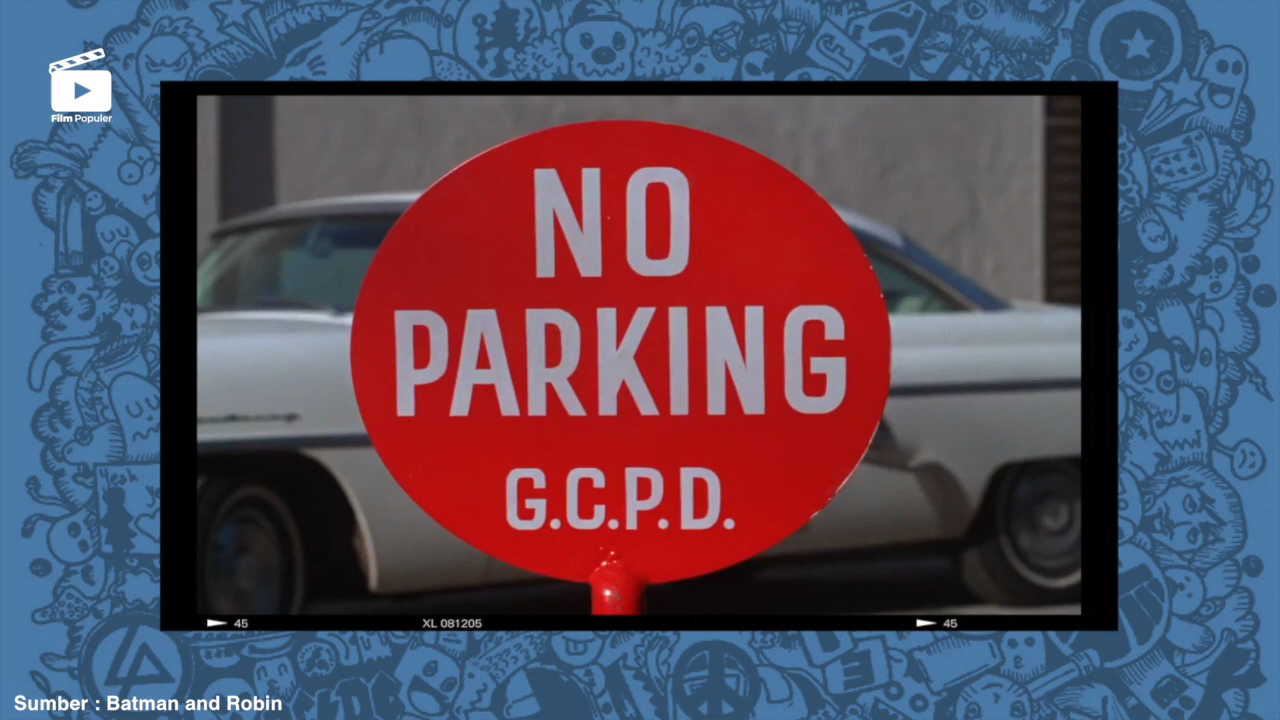 Film Populer
NO
PARKING
G.C.P.D.
45
XL 081205
45
Sumber : Batman and Robin